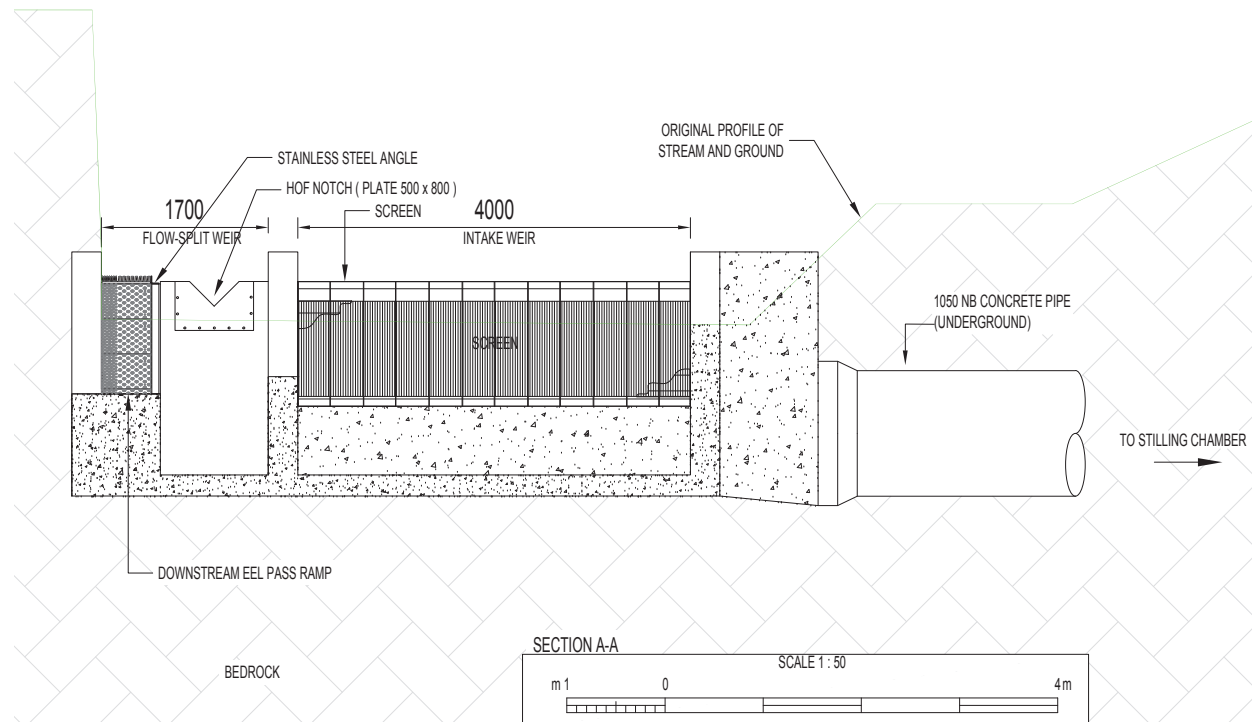 ORIGINAL PROFILE OF
STREAM AND GROUND
STAINLESS STEEL ANGLE
HOF NOTCH ( PLATE 500 x 800 )
1700
SCREEN
4000
FLOW-SPLIT WEIR
INTAKE WEIR
1050 NB CONCRETE PIPE
(UNDERGROUND)
SCREEN
TO STILLING CHAMBER
DOWNSTREAM EEL PASS RAMP
BEDROCK
SECTION A-A
SCALE 1 : 50
m 1 0 4 m